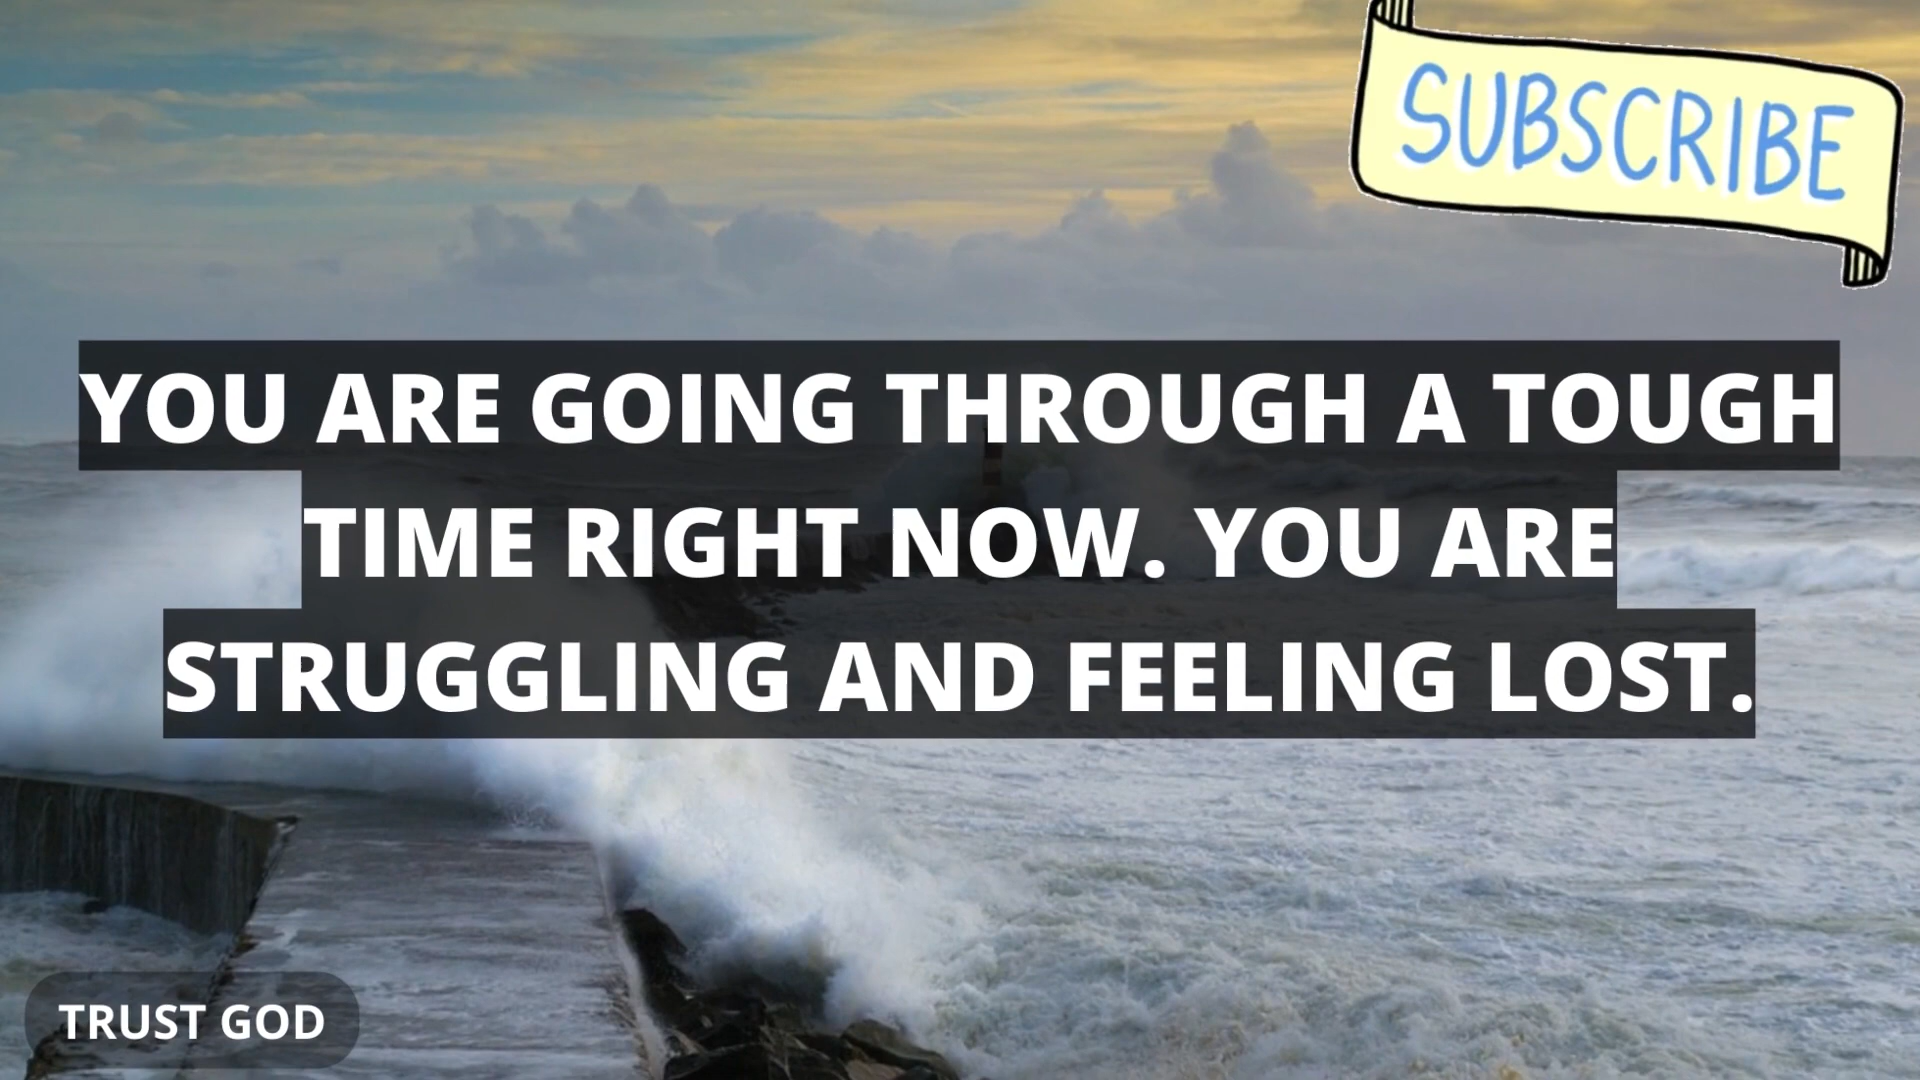 SUBSCRIBE
YOU ARE GOING THROUGH A TOUGH
TIME RIGHT NOW. YOU ARE
STRUGGLING AND FEELING LOST.
TRUST GOD